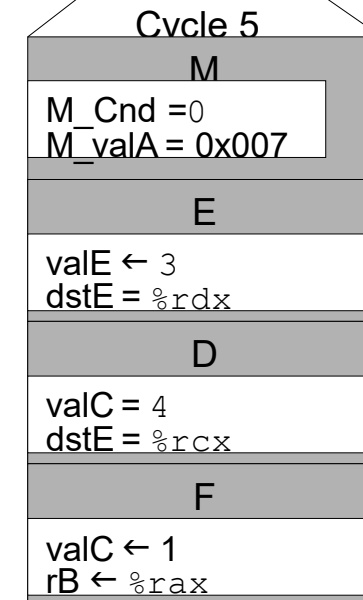 Cycle 5
M
M_Cnd =0
M_valA = 0x007
E
valE ← 3
dstE = %rdx
D
valC = 4
dstE = %rcx
F
valC ← 1
rB ← %rax